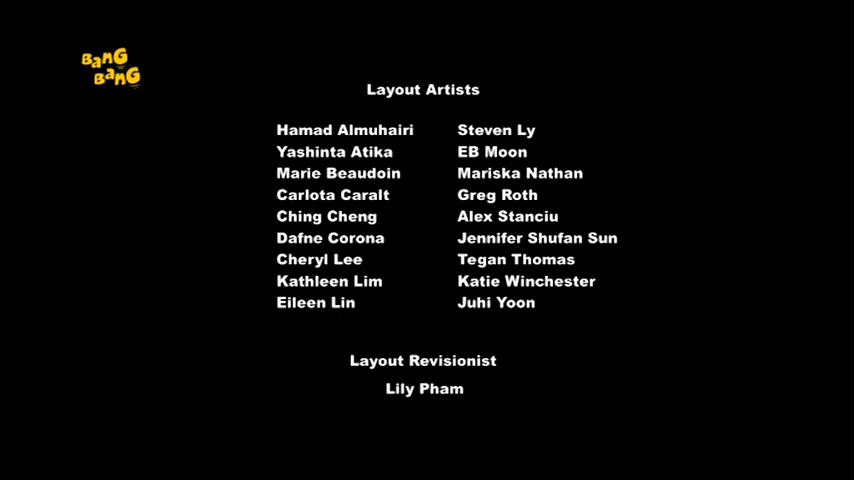 BanG
BanG
Layout Artists
Hamad Almuhairi Steven Ly
Yashinta Atika EB Moon
Marie Beaudoin Mariska Nathan
Carlota Caralt Greg Roth
Ching Cheng Alex Stanciu
Dafne Corona Jennifer Shufan Sun
Cheryl Lee Tegan Thomas
Kathleen Lim Katie Winchester
Eileen Lin Juhi Yoon
Layout Revisionist
Lily Pham